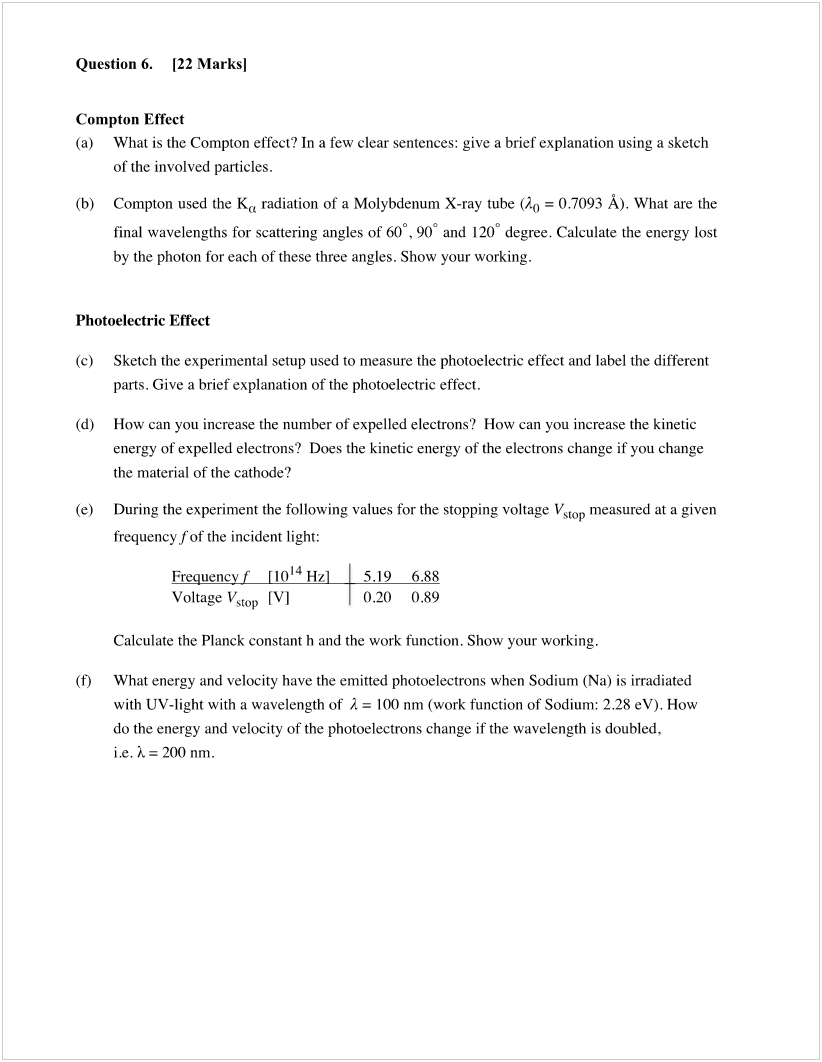 Question 6. [22 Marks]
Compton Effect
(a) What is the Compton effect? In a few clear sentences: give a brief explanation using a sketch
of the involved particles.
(b) Compton used the Kα radiation of a Molybdenum X-ray tube (λ0 = 0.7093 Å). What are the
final wavelengths for scattering angles of 60°, 90° and 120° degree. Calculate the energy lost
by the photon for each of these three angles. Show your working.
Photoelectric Effect
(c) Sketch the experimental setup used to measure the photoelectric effect and label the different
parts. Give a brief explanation of the photoelectric effect.
(d) How can you increase the number of expelled electrons? How can you increase the kinetic
energy of expelled electrons? Does the kinetic energy of the electrons change if you change
the material of the cathode?
(e) During the experiment the following values for the stopping voltage Vstop measured at a given
frequency f of the incident light:
Frequency f [10^14 Hz] 5.19 6.88
Voltage Vstop [V] 0.20 0.89
Calculate the Planck constant h and the work function. Show your working.
(f) What energy and velocity have the emitted photoelectrons when Sodium (Na) is irradiated
with UV-light with a wavelength of λ = 100 nm (work function of Sodium: 2.28 eV). How
do the energy and velocity of the photoelectrons change if the wavelength is doubled,
i.e. λ = 200 nm.